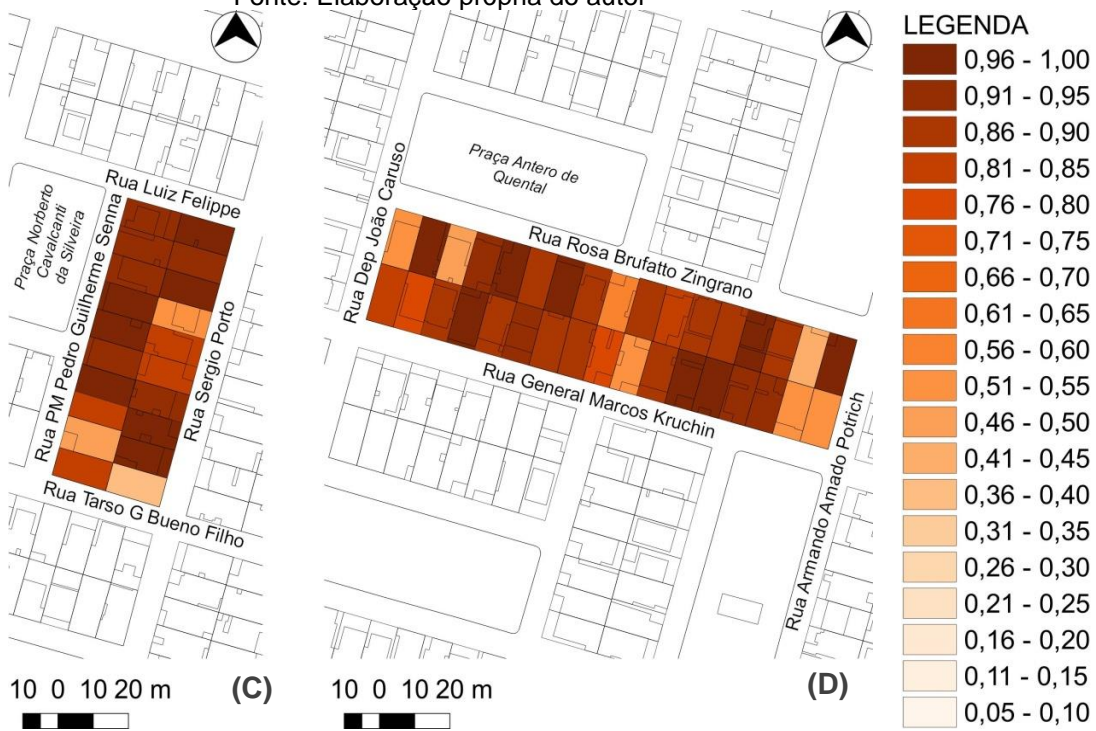 Fonte: Elaboração própria do autor
Rua Luiz Felippe
Praça Norberto
Cavalcanti
da Silveira
Rua PM Pedro Guilherme Senna
Rua Sergio Porto
Rua Tarso G Bueno Filho
10 0 10 20 m
(C)
Praça Antero de
Quental
Rua Dep João Caruso
Rua Rosa Brufatto Zingrano
Rua General Marcos Kruchin
Rua Armando Amado Potrich
10 0 10 20 m
(D)
LEGENDA
0,96 - 1,00
0,91 - 0,95
0,86 - 0,90
0,81 - 0,85
0,76 - 0,80
0,71 - 0,75
0,66 - 0,70
0,61 - 0,65
0,56 - 0,60
0,51 - 0,55
0,46 - 0,50
0,41 - 0,45
0,36 - 0,40
0,31 - 0,35
0,26 - 0,30
0,21 - 0,25
0,16 - 0,20
0,11 - 0,15
0,05 - 0,10